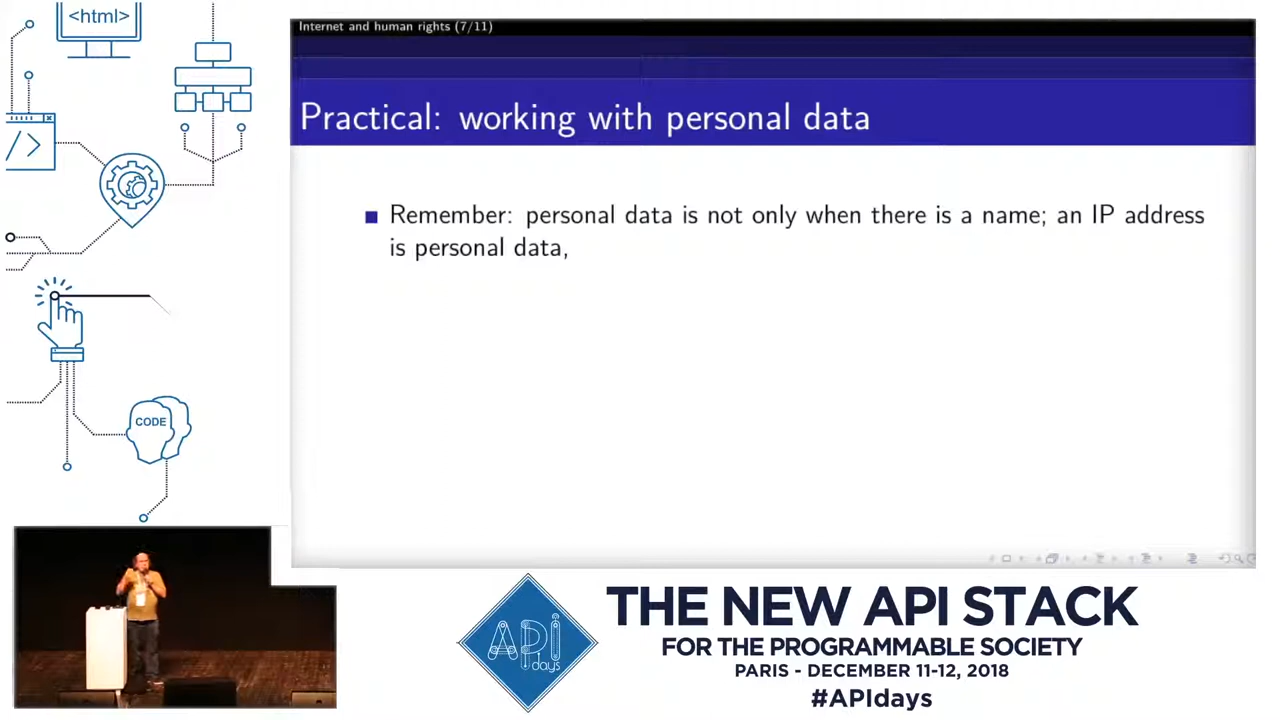 <html>
Internet and human rights (7/11)
Practical: working with personal data
Remember: personal data is not only when there is a name; an IP address
is personal data,
/>
CODE
APi
days
THE NEW API STACK
FOR THE PROGRAMMABLE SOCIETY
PARIS - DECEMBER 11-12, 2018
#APIdays